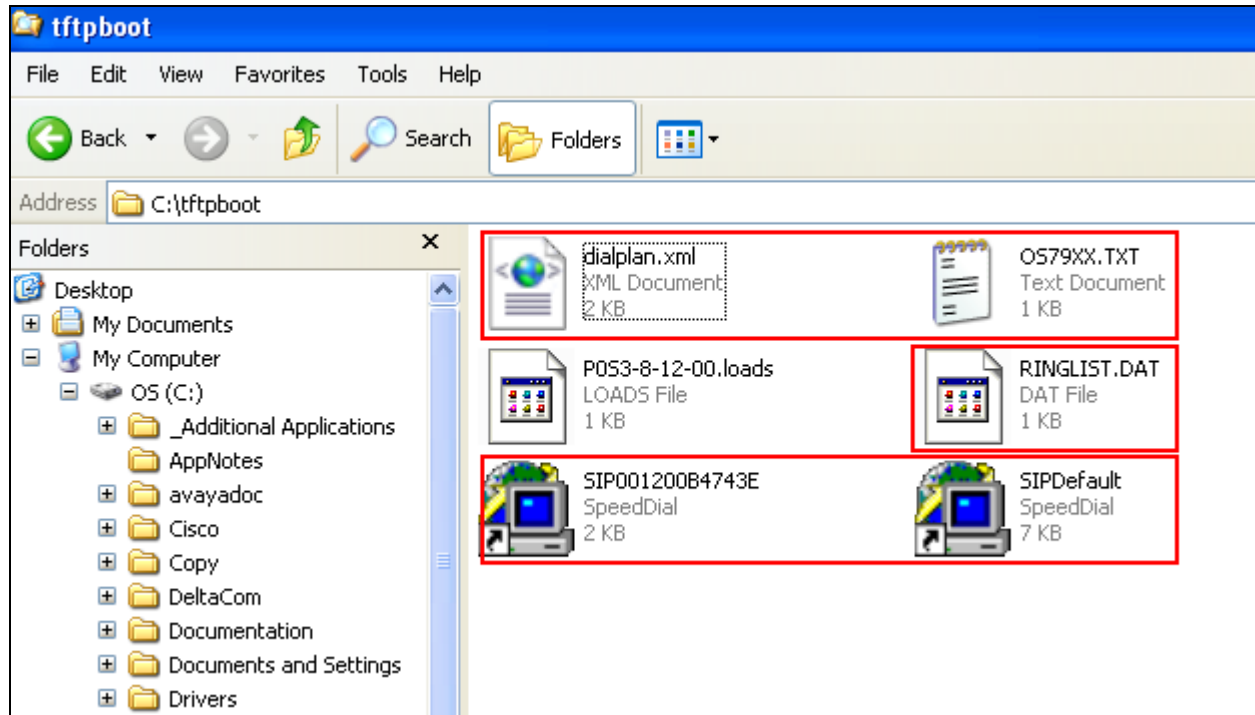 tftpboot
File Edit View Favorites Tools Help
Back Search Folders
Address C:\tftpboot
Folders
Desktop
My Documents
My Computer
OS (C:)
_Additional Applications
AppNotes
avayadoc
Cisco
Copy
DeltaCom
Documentation
Documents and Settings
Drivers
dialplan.xml
XML Document
2 KB
OS79XX.TXT
Text Document
1 KB
P0S3-8-12-00.loads
LOADS File
1 KB
RINGLIST.DAT
DAT File
1 KB
SIP001200B4743E
SpeedDial
2 KB
SIPDefault
SpeedDial
7 KB